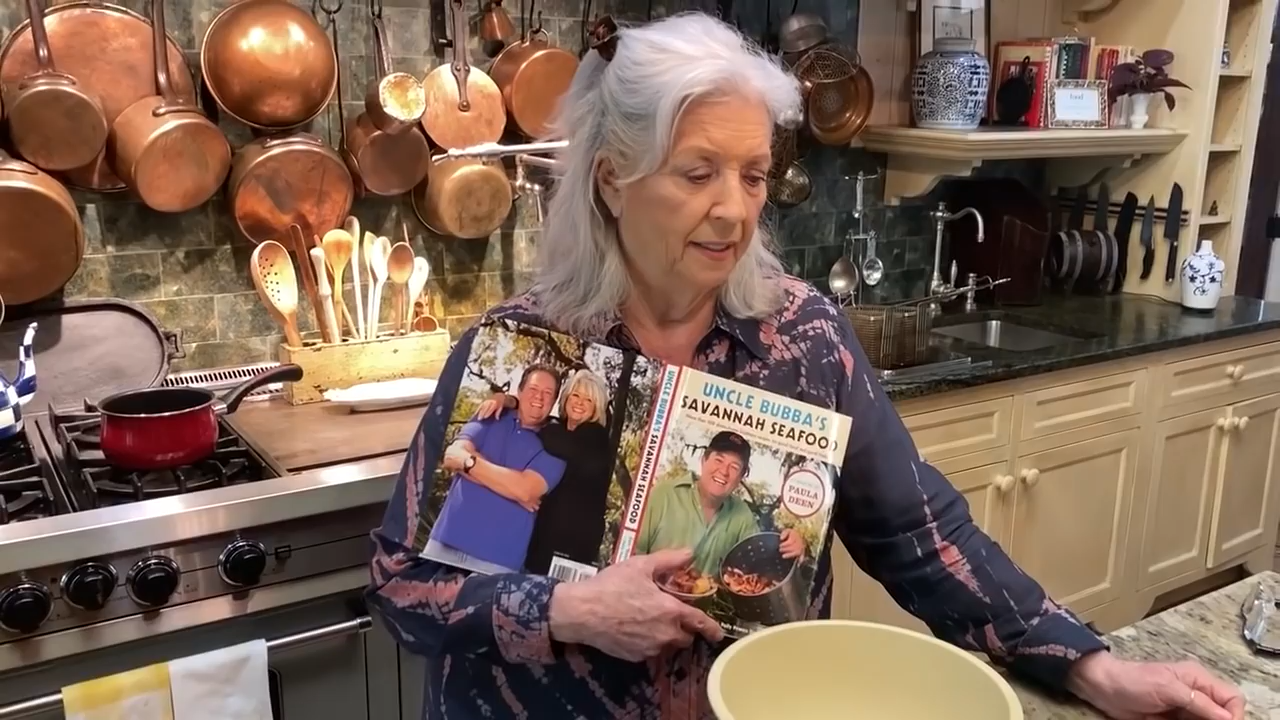 UNCLE BUBBA'S SAVANNAH SEAFOOD
UNCLE BUBBA'S
SAVANNAH SEAFOOD
PAULA
DEEN